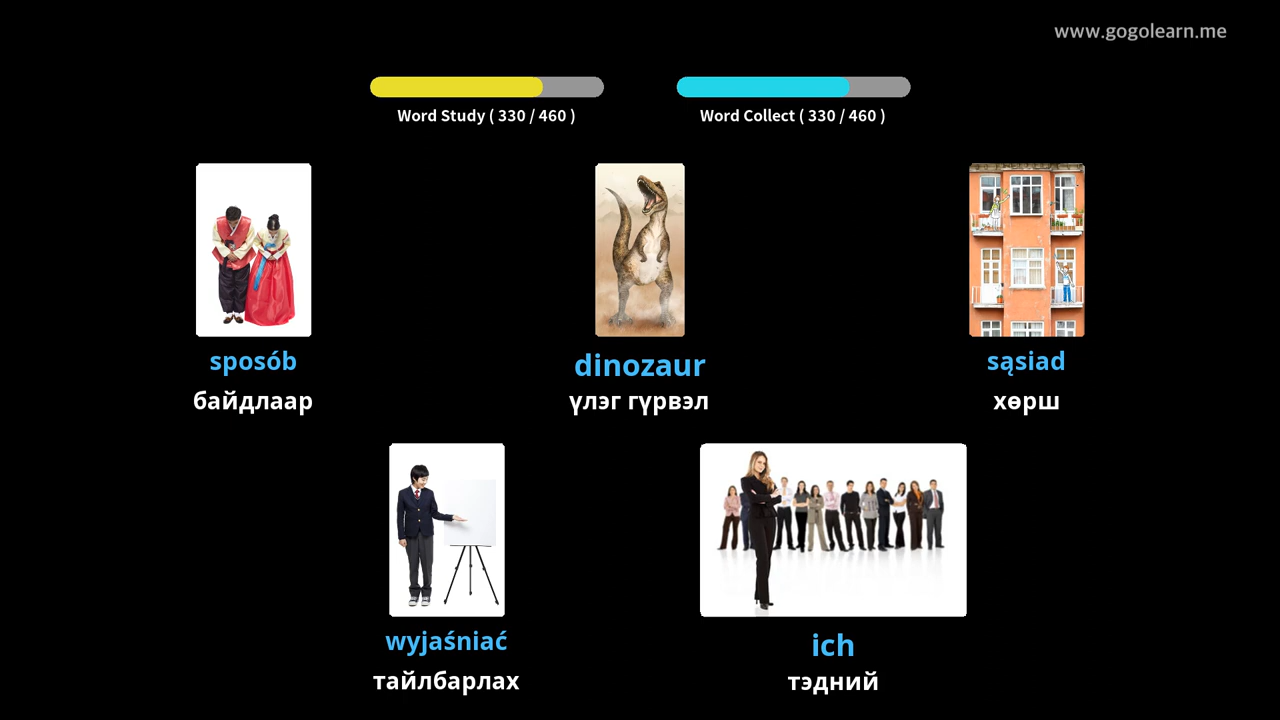 www.gogolearn.me
Word Study ( 330 / 460 )
Word Collect ( 330 / 460 )
sposób
dinozaur
sąsiad
байдлаар
үлэг гүрвэл
хөрш
wyjaśniać
ich
тайлбарлах
тэдний